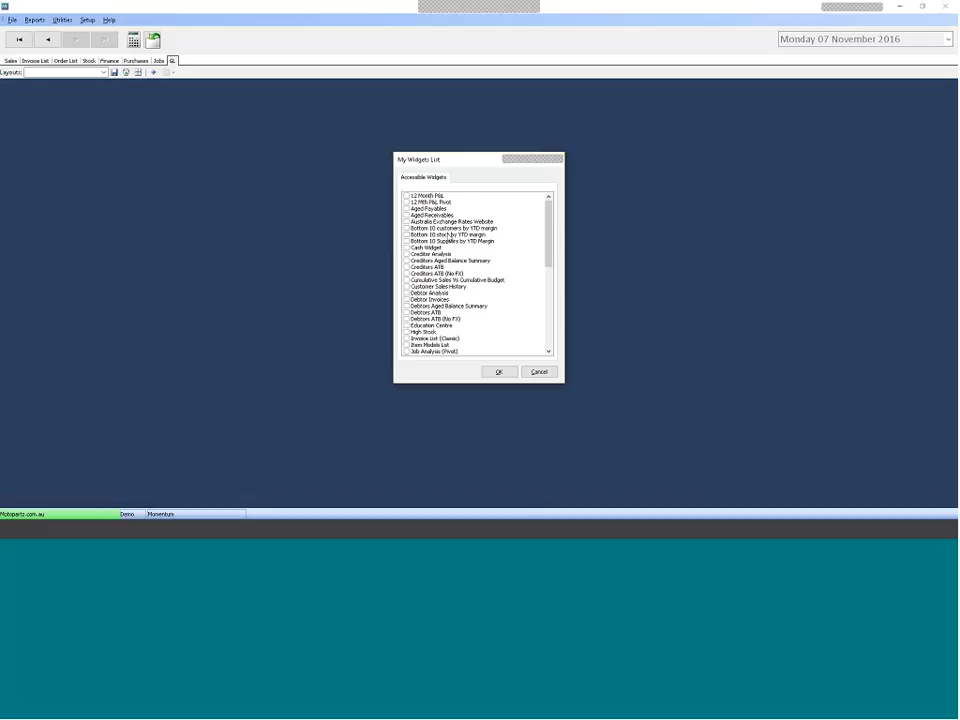 File Reports Utilities Setup Help
Monday 07 November 2016
Sales Invoice List Order List Stock Finance Purchases Jobs GL
Layouts:
My Widgets List
Accessible Widgets
12 Month P&L
12 Mth P&L Pivot
Aged Payables
Aged Receivables
Australia Exchange Rates Website
Bottom 10 customers by YTD margin
Bottom 10 stock by YTD margin
Bottom 10 Suppliers by YTD Margin
Cash Widget
Creditor Analysis
Creditors Aged Balance Summary
Creditors ATB
Creditors ATB (No FX)
Cumulative Sales Vs Cumulative Budget
Customer Sales History
Debtor Analysis
Debtor Invoices
Debtors Aged Balance Summary
Debtors ATB
Debtors ATB (No FX)
Education Centre
High Stock
Invoice List (Classic)
Item Models List
Job Analysis (Pivot)
OK Cancel
Motopartz.com.au Demo Momentum